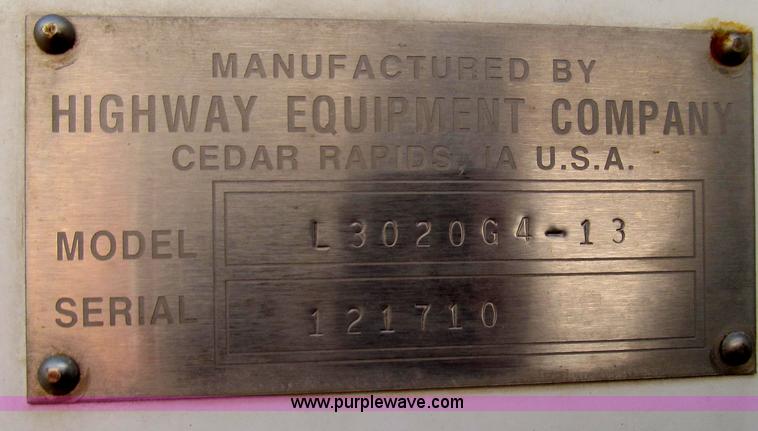 MANUFACTURED BY
HIGHWAY EQUIPMENT COMPANY
CEDAR RAPIDS, IA U.S.A.
MODEL L3020G4-13
SERIAL 121710
www.purplewave.com